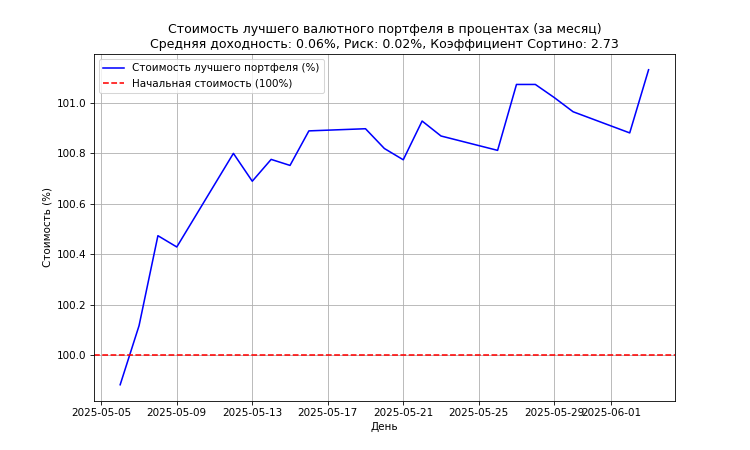 Стоимость лучшего валютного портфеля в процентах (за месяц)
Средняя доходность: 0.06%, Риск: 0.02%, Коэффициент Сортино: 2.73
Стоимость лучшего портфеля (%)
Начальная стоимость (100%)
Стоимость (%)
101.0
100.8
100.6
100.4
100.2
100.0
2025-05-05 2025-05-09 2025-05-13 2025-05-17 2025-05-21 2025-05-25 2025-05-29 2025-06-01
День